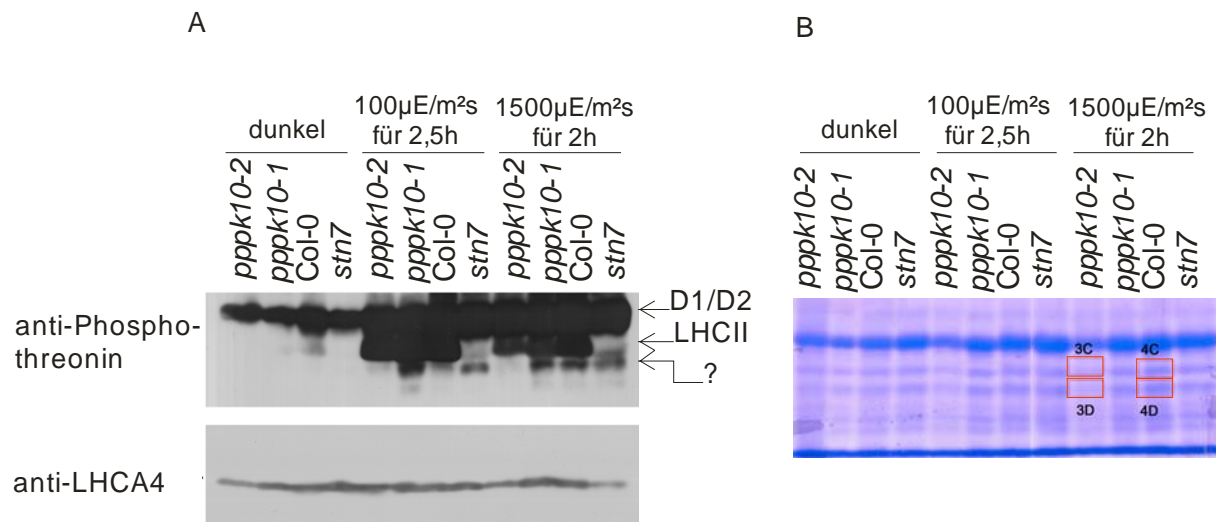 A
dunkel
100µE/m²s
für 2,5h
1500µE/m²s
für 2h
pppk10-2
pppk10-1
Col-0
stn7
pppk10-2
pppk10-1
Col-0
stn7
pppk10-2
pppk10-1
Col-0
stn7
anti-Phospho-
threonin
D1/D2
LHCII
?
anti-LHCA4
B
dunkel
100µE/m²s
für 2,5h
1500µE/m²s
für 2h
pppk10-2
pppk10-1
Col-0
stn7
pppk10-2
pppk10-1
Col-0
stn7
pppk10-2
pppk10-1
Col-0
stn7
3C
4C
3D
4D